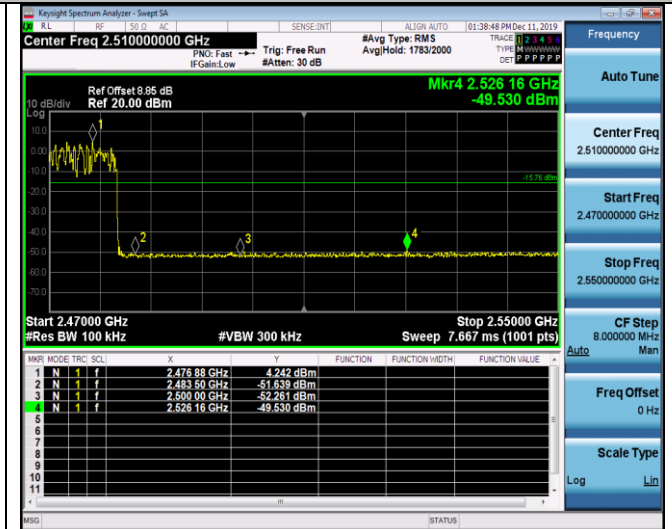 Keysight Spectrum Analyzer - Swept SA
RL RF 50 Ω AC SENSE:INT ALIGN AUTO 01:38:48 PM Dec 11, 2019
Center Freq 2.510000000 GHz
PNO: Fast
IFGain:Low
Trig: Free Run
#Atten: 30 dB
#Avg Type: RMS
Avg|Hold: 1783/2000
TRACE 1 2 3 4 5 6
TYPE M WWWWW
DET P P P P P P
Frequency
Auto Tune
Center Freq
2.510000000 GHz
Start Freq
2.470000000 GHz
Stop Freq
2.550000000 GHz
CF Step
8.000000 MHz
Auto Man
Freq Offset
0 Hz
Scale Type
Log Lin
Mkr4 2.526 16 GHz
-49.530 dBm
Ref Offset 8.85 dB
10 dB/div Ref 20.00 dBm
Log
10.0
0.00
-10.0
-20.0
-30.0
-40.0
-50.0
-60.0
-70.0
1
2
3
4
-15.76 dBm
Start 2.47000 GHz Stop 2.55000 GHz
#Res BW 100 kHz #VBW 300 kHz Sweep 7.667 ms (1001 pts)
MKR MODE TRC SCL X Y FUNCTION FUNCTION WIDTH FUNCTION VALUE
1 N 1 f 2.476 88 GHz 4.242 dBm
2 N 1 f 2.483 50 GHz -51.639 dBm
3 N 1 f 2.500 00 GHz -52.261 dBm
4 N 1 f 2.526 16 GHz -49.530 dBm
5
6
7
8
9
10
11
MSG STATUS